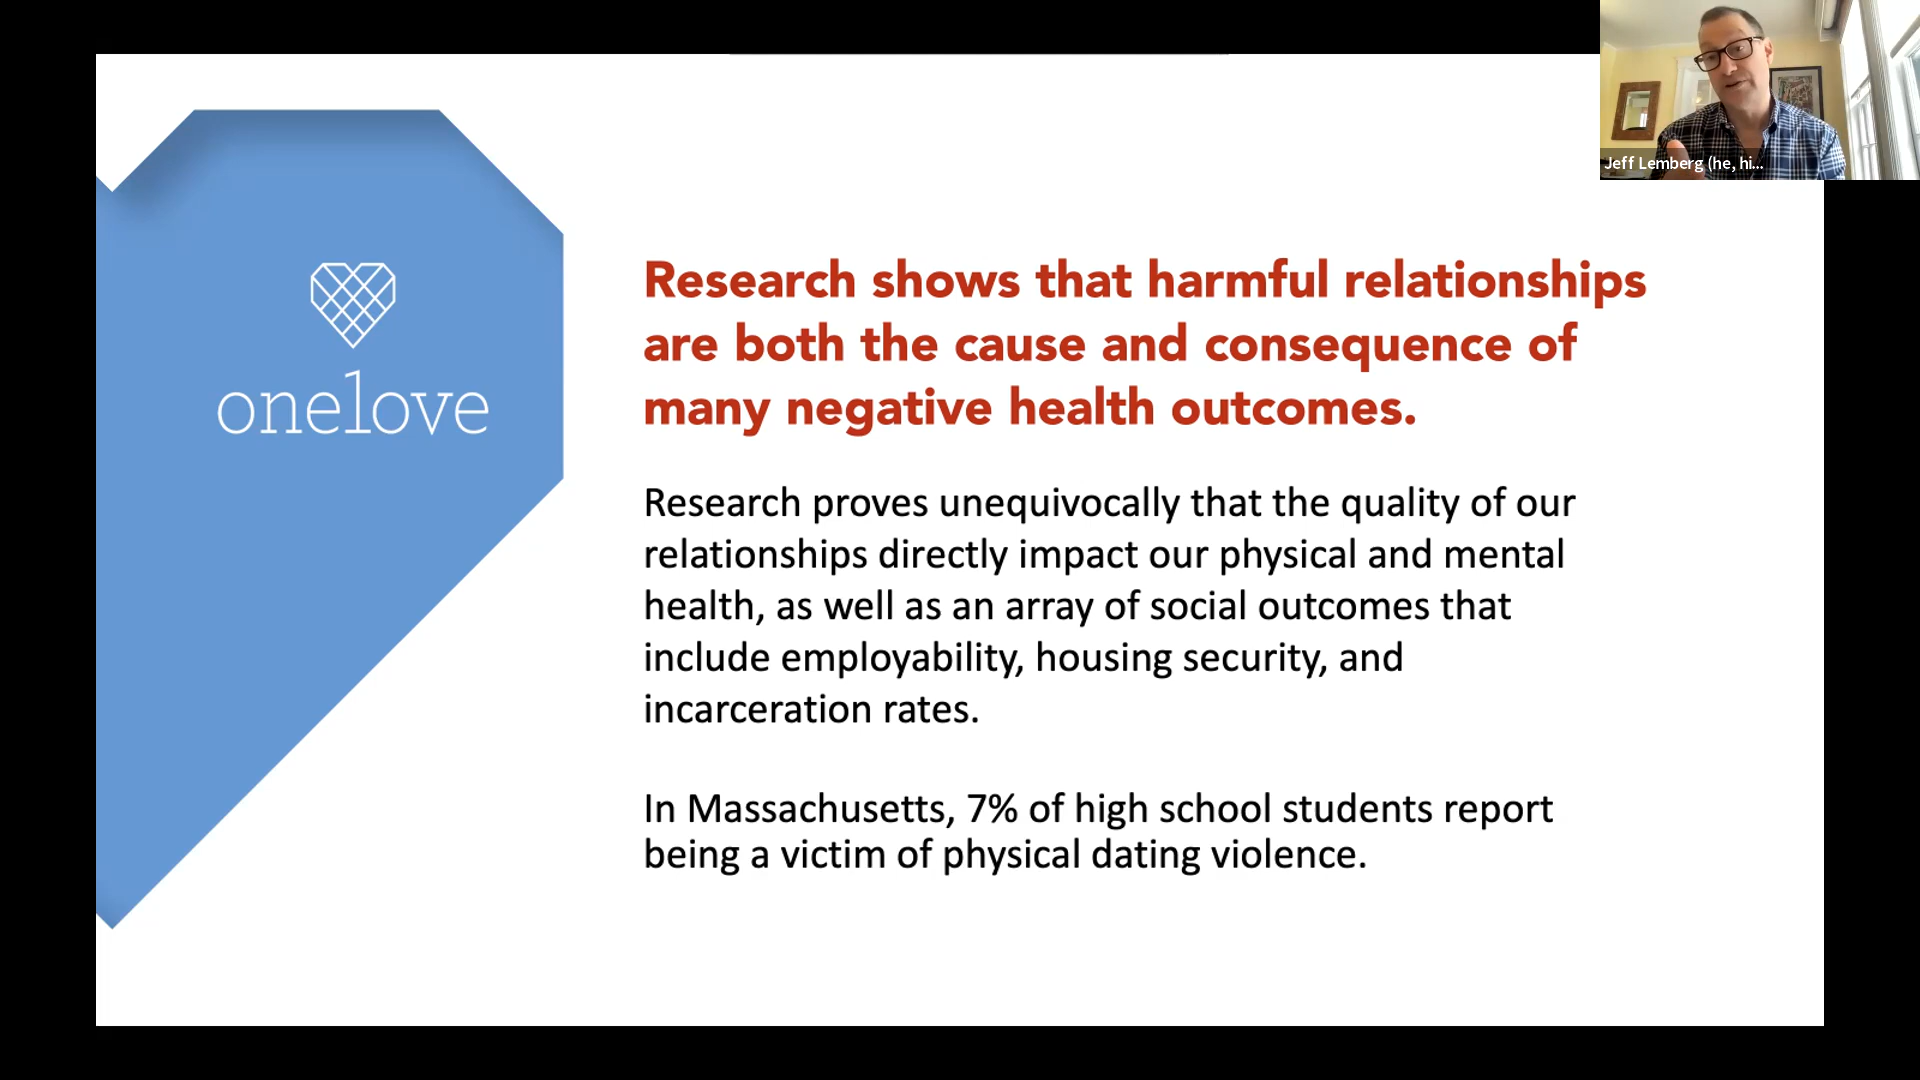 Jeff Lemberg (he, hi...
onelove
Research shows that harmful relationships
are both the cause and consequence of
many negative health outcomes.
Research proves unequivocally that the quality of our
relationships directly impact our physical and mental
health, as well as an array of social outcomes that
include employability, housing security, and
incarceration rates.
In Massachusetts, 7% of high school students report
being a victim of physical dating violence.